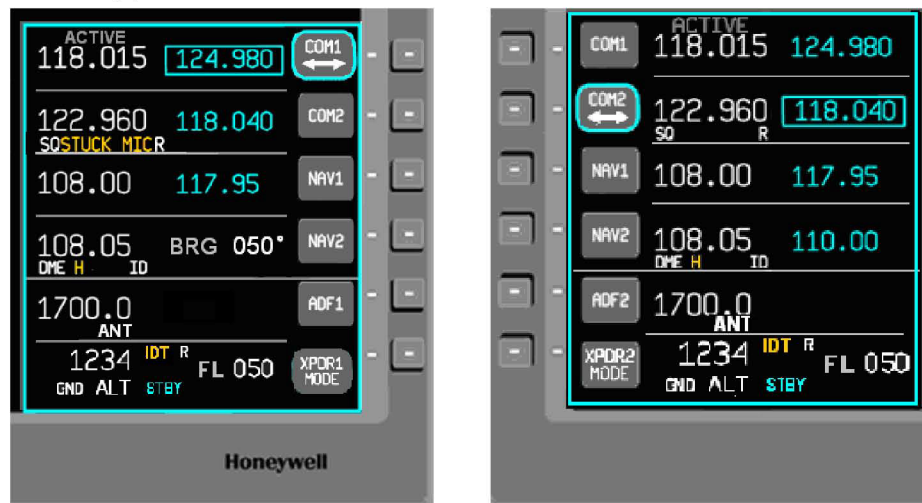 ACTIVE
118.015 124.980 COM1
122.960 118.040 COM2
SQSTUCK MICR
108.00 117.95 NAV1
108.05 BRG 050° NAV2
DME H ID
1700.0 ADF1
ANT
1234 IDT R FL 050 XPDR1
GND ALT STBY MODE
Honeywell
ACTIVE
COM1 118.015 124.980
COM2 122.960 118.040
SQ R
NAV1 108.00 117.95
NAV2 108.05 110.00
DME H ID
ADF2 1700.0
ANT
XPDR2 1234 IDT R FL 050
MODE GND ALT STBY